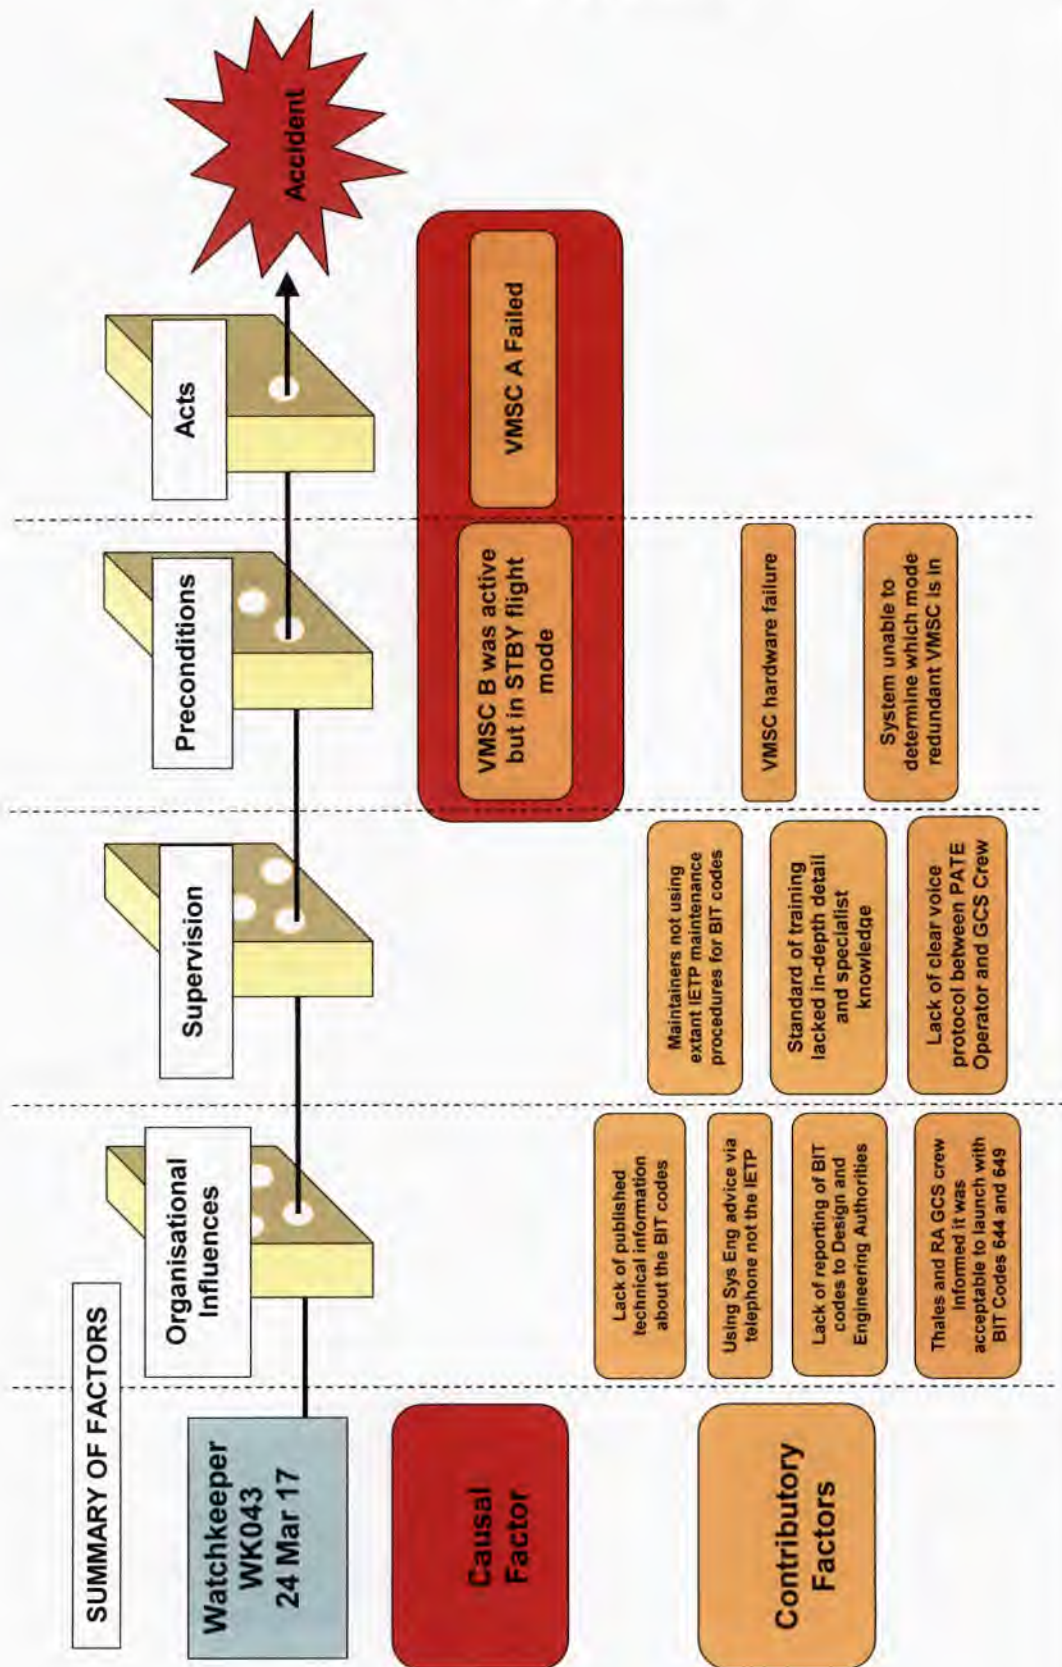 SUMMARY OF FACTORS
Watchkeeper
WK043
24 Mar 17
Organisational
Influences
Supervision
Preconditions
Acts
Accident
Causal
Factor
VMSC B was active
but in STBY flight
mode
VMSC A Failed
Contributory
Factors
Lack of published
technical information
about the BIT codes
Using Sys Eng advice via
telephone not the IETP
Lack of reporting of BIT
codes to Design and
Engineering Authorities
Thales and RA GCS crew
Informed it was
acceptable to launch with
BIT Codes 644 and 649
Maintainers not using
extant IETP maintenance
procedures for BIT codes
Standard of training
lacked in-depth detail
and specialist
knowledge
Lack of clear voice
protocol between PATE
Operator and GCS Crew
VMSC hardware failure
System unable to
determine which mode
redundant VMSC is in